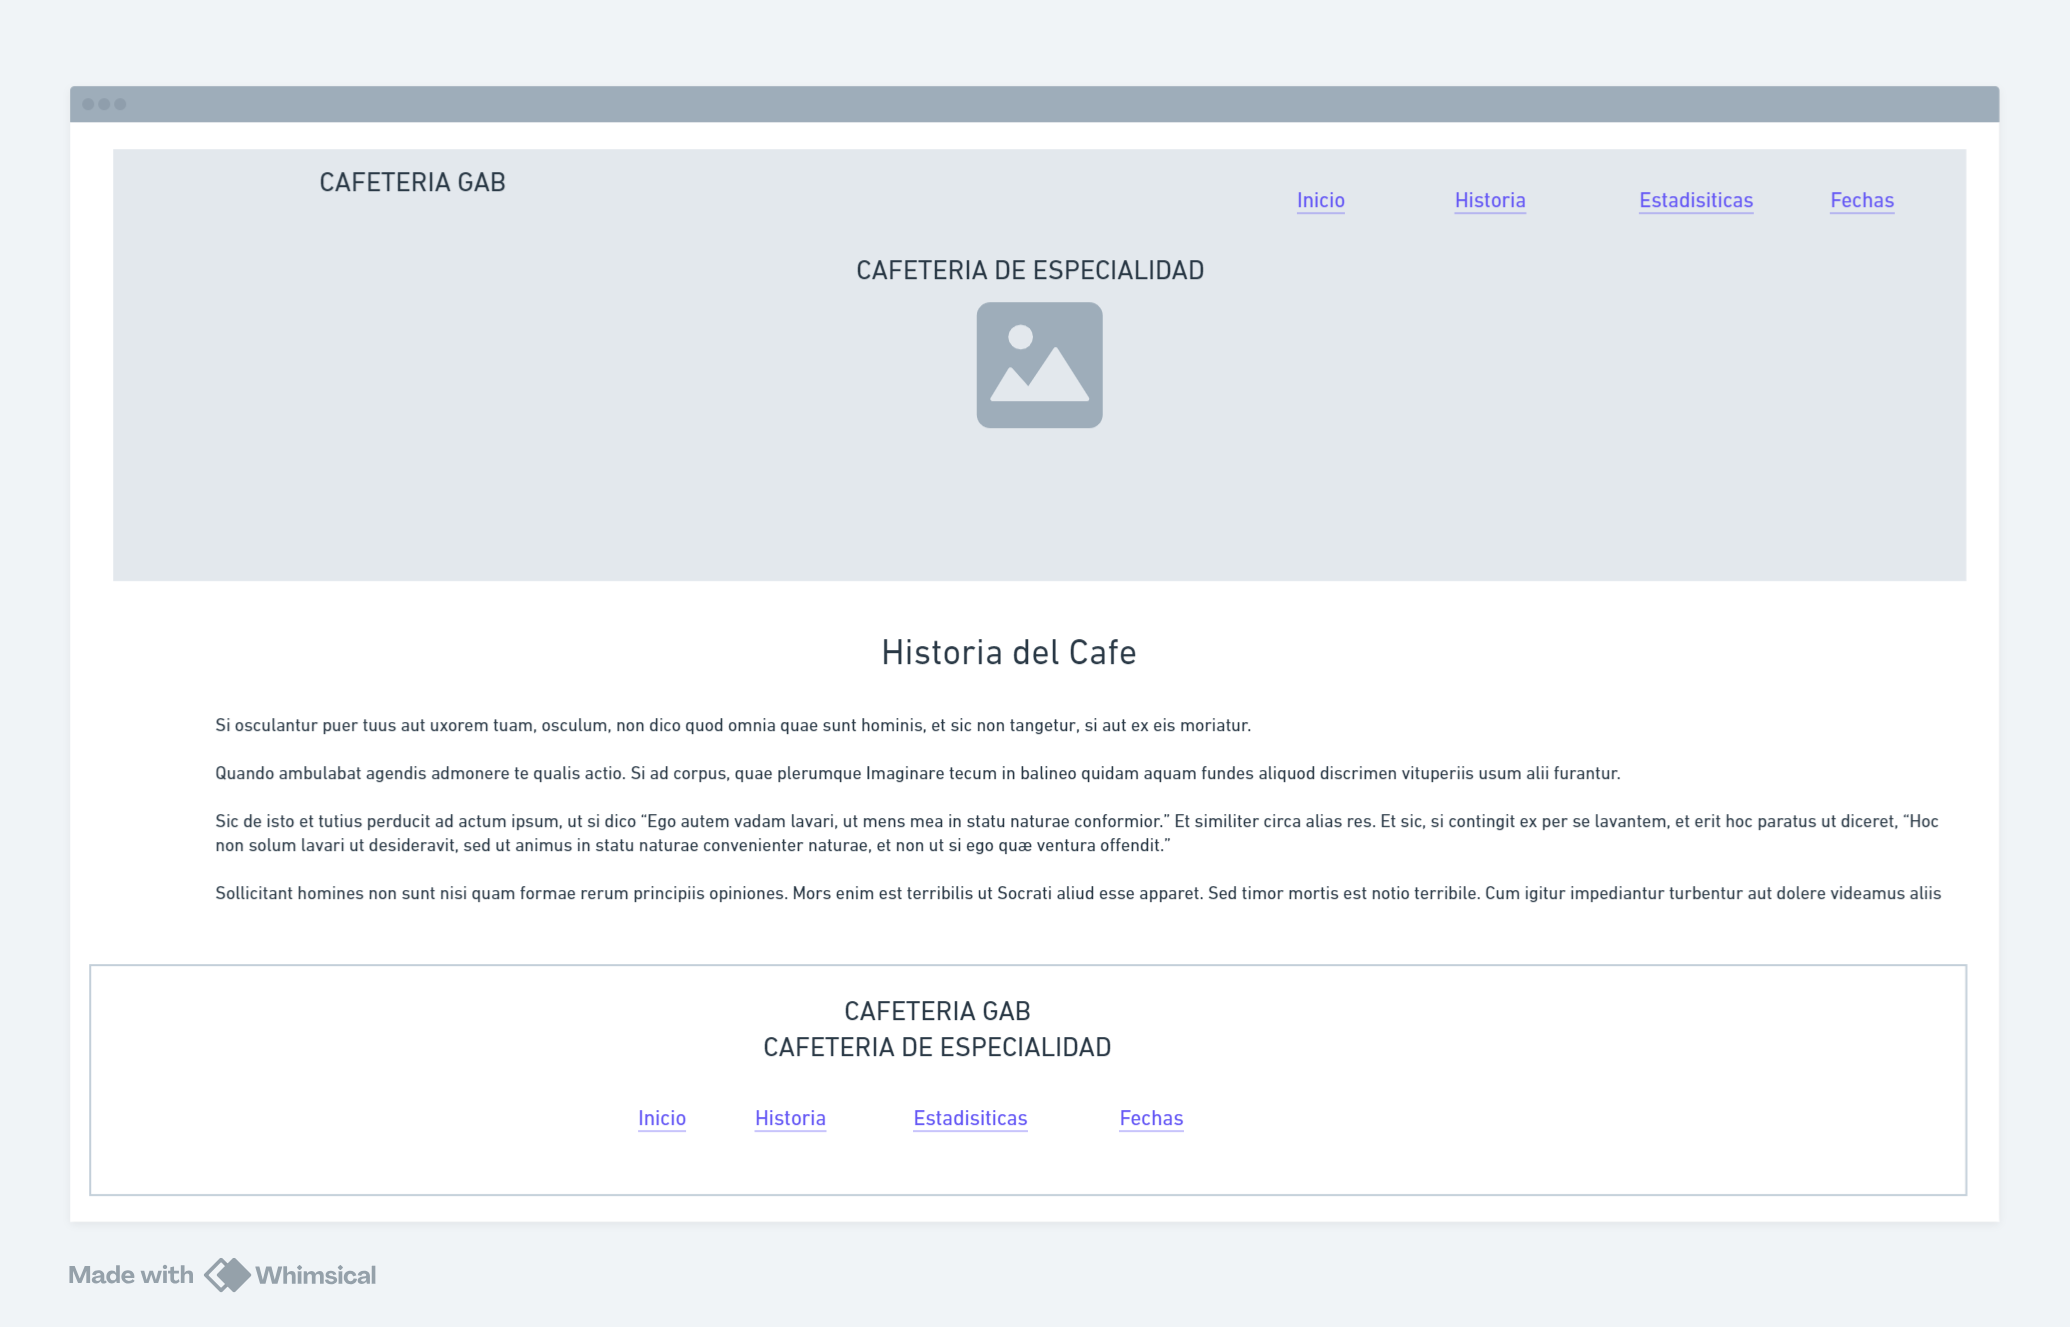 CAFETERIA GAB
Inicio Historia Estadisiticas Fechas
CAFETERIA DE ESPECIALIDAD
Historia del Cafe
Si osculantur puer tuus aut uxorem tuam, osculum, non dico quod omnia quae sunt hominis, et sic non tangetur, si aut ex eis moriatur.
Quando ambulabat agendis admonere te qualis actio. Si ad corpus, quae plerumque Imaginare tecum in balineo quidam aquam fundes aliquod discrimen vituperiis usum alii furantur.
Sic de isto et tutius perducit ad actum ipsum, ut si dico “Ego autem vadam lavari, ut mens mea in statu naturae conformior.” Et similiter circa alias res. Et sic, si contingit ex per se lavantem, et erit hoc paratus ut diceret, “Hoc
non solum lavari ut desideravit, sed ut animus in statu naturae convenienter naturae, et non ut si ego quæ ventura offendit.”
Sollicitant homines non sunt nisi quam formae rerum principiis opiniones. Mors enim est terribilis ut Socrati aliud esse apparet. Sed timor mortis est notio terribile. Cum igitur impediantur turbentur aut dolere videamus aliis
CAFETERIA GAB
CAFETERIA DE ESPECIALIDAD
Inicio Historia Estadisiticas Fechas
Made with Whimsical